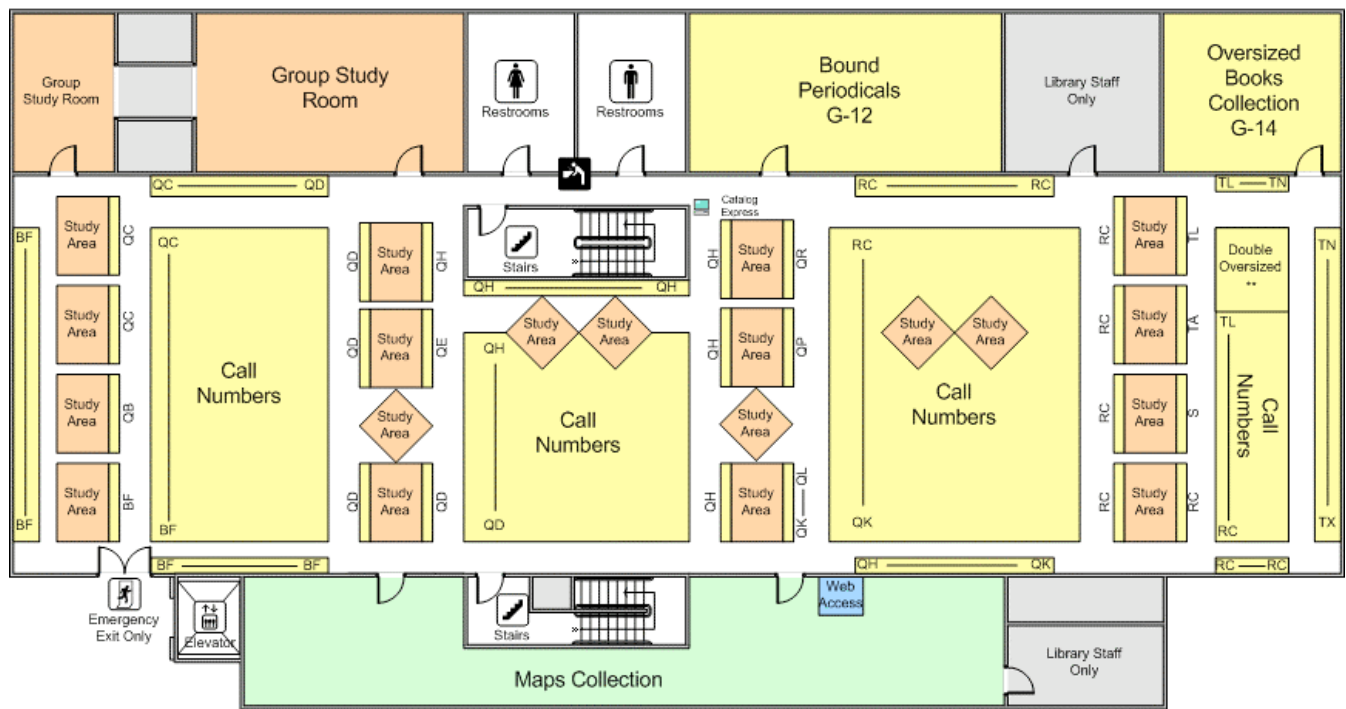 Group
Study Room
Group Study
Room
Restrooms
Restrooms
Bound
Periodicals
G-12
Library Staff
Only
Oversized
Books
Collection
G-14
QC QD
RC RC
TL TN
Catalog
Express
Stairs
QH QH
BF
BF
Study
Area
QC
Study
Area
QC
Study
Area
QB
Study
Area
BF
QC
Call
Numbers
BF
BF BF
QD
Study
Area
QH
QD
Study
Area
QE
Study
Area
QD
Study
Area
QD
Study
Area
Study
Area
QH
Call
Numbers
QD
QH
Study
Area
QR
QH
Study
Area
QP
Study
Area
QH
Study
Area
QK QL
RC
Study
Area
Study
Area
Call
Numbers
QK
QH QK
RC
Study
Area
TL
RC
Study
Area
TA
RC
Study
Area
S
RC
Study
Area
RC
Double
Oversized
**
TL
Call
Numbers
RC
RC RC
TN
TX
Emergency
Exit Only
Elevator
Stairs
Web
Access
Maps Collection
Library Staff
Only